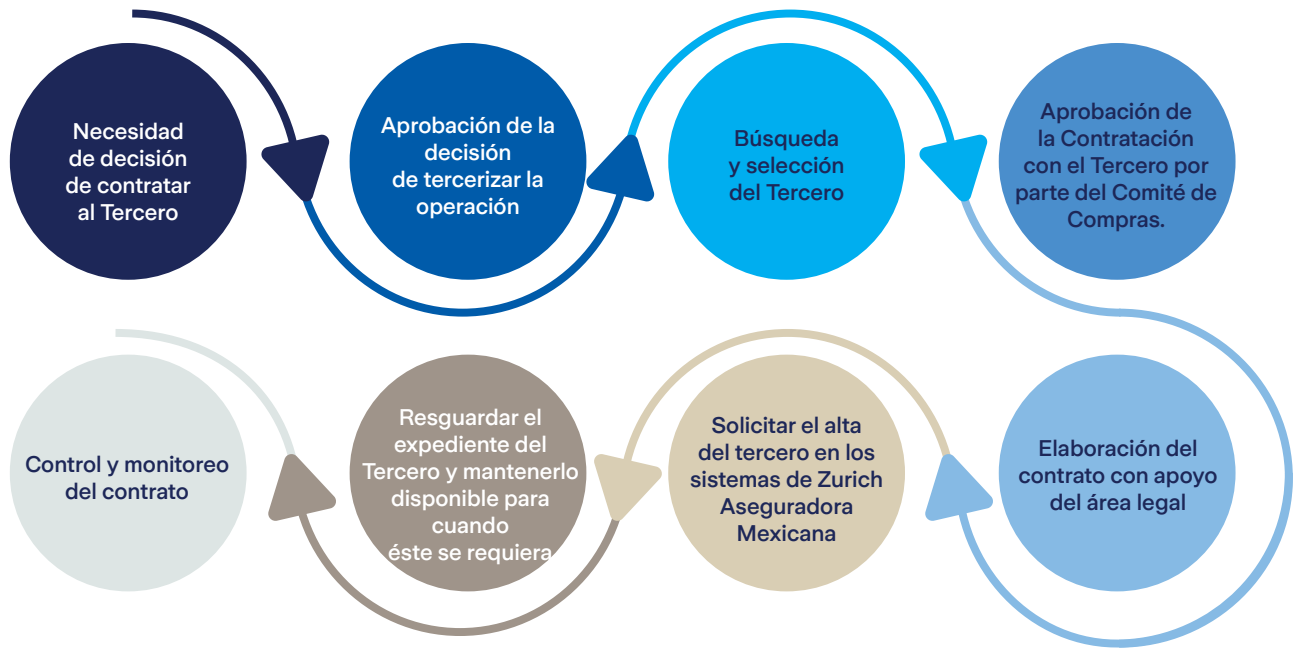 Necesidad
de decisión
de contratar
al Tercero
Aprobación de la
decisión
de tercerizar la
operación
Búsqueda
y selección
del Tercero
Aprobación de
la Contratación
con el Tercero por
parte del Comité de
Compras.
Elaboración del
contrato con apoyo
del área legal
Solicitar el alta
del tercero en los
sistemas de Zurich
Aseguradora
Mexicana
Resguardar el
expediente del
Tercero y mantenerlo
disponible para
cuando
éste se requiera
Control y monitoreo
del contrato